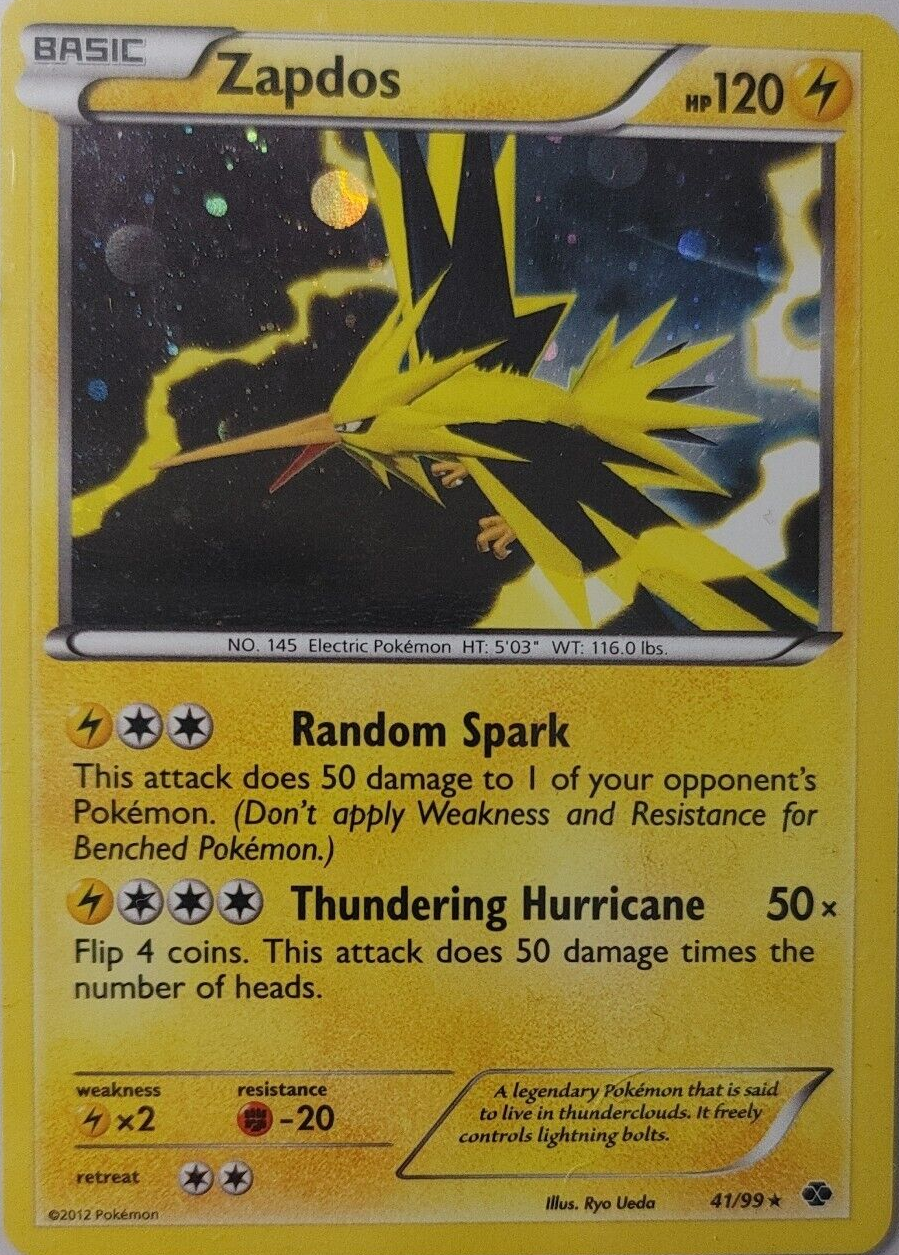 BASIC
Zapdos
HP120
NO. 145 Electric Pokémon HT: 5'03" WT: 116.0 lbs.
Random Spark
This attack does 50 damage to 1 of your opponent's
Pokémon. (Don't apply Weakness and Resistance for
Benched Pokémon.)
Thundering Hurricane 50×
Flip 4 coins. This attack does 50 damage times the
number of heads.
weakness resistance
×2 -20
A legendary Pokémon that is said
to live in thunderclouds. It freely
controls lightning bolts.
retreat
©2012 Pokémon
Illus. Ryo Ueda 41/99 ★